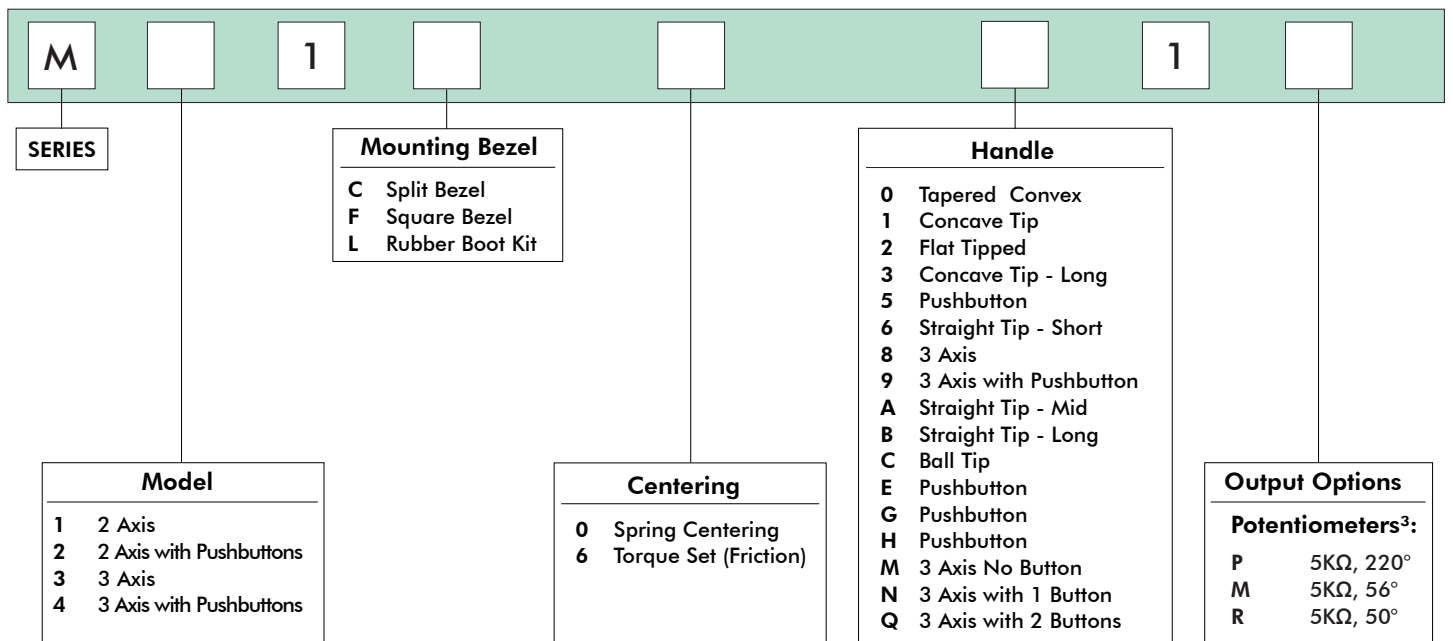 M 1 1
SERIES
Mounting Bezel
C Split Bezel
F Square Bezel
L Rubber Boot Kit
Handle
0 Tapered Convex
1 Concave Tip
2 Flat Tipped
3 Concave Tip - Long
5 Pushbutton
6 Straight Tip - Short
8 3 Axis
9 3 Axis with Pushbutton
A Straight Tip - Mid
B Straight Tip - Long
C Ball Tip
E Pushbutton
G Pushbutton
H Pushbutton
M 3 Axis No Button
N 3 Axis with 1 Button
Q 3 Axis with 2 Buttons
Model
1 2 Axis
2 2 Axis with Pushbuttons
3 3 Axis
4 3 Axis with Pushbuttons
Centering
0 Spring Centering
6 Torque Set (Friction)
Output Options
Potentiometers³:
P 5KΩ, 220°
M 5KΩ, 56°
R 5KΩ, 50°